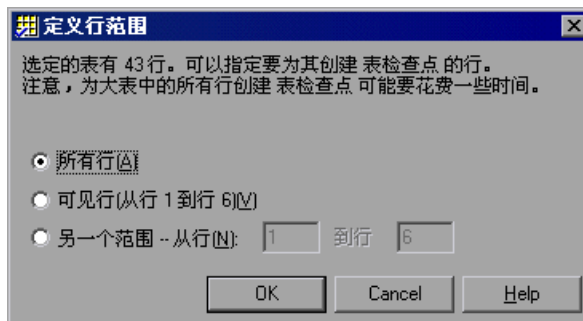 定义行范围
选定的表有 43 行。可以指定要为其创建 表检查点 的行。
注意，为大表中的所有行创建 表检查点 可能要花费一些时间。
所有行(A)
可见行(从行 1 到行 6)(V)
另一个范围 -- 从行(N): 1 到行 6
OK Cancel Help